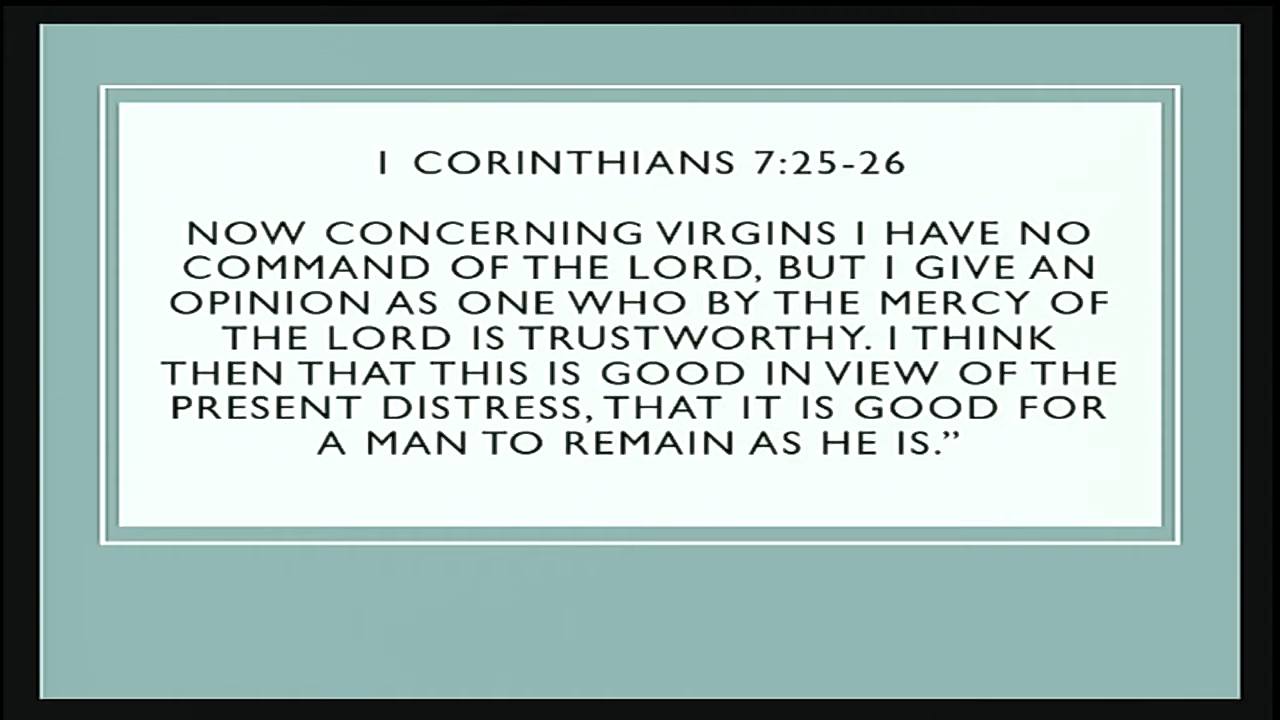 1 CORINTHIANS 7:25-26
NOW CONCERNING VIRGINS I HAVE NO
COMMAND OF THE LORD, BUT I GIVE AN
OPINION AS ONE WHO BY THE MERCY OF
THE LORD IS TRUSTWORTHY. I THINK
THEN THAT THIS IS GOOD IN VIEW OF THE
PRESENT DISTRESS, THAT IT IS GOOD FOR
A MAN TO REMAIN AS HE IS.”